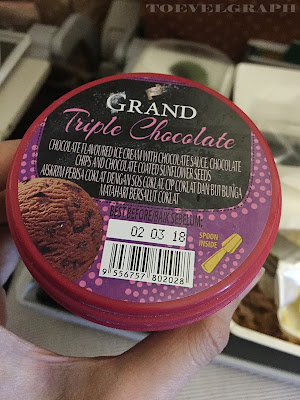 TOEVELGRAPH
GRAND
Triple Chocolate
CHOCOLATE FLAVOURED ICE CREAM WITH CHOCOLATE SAUCE, CHOCOLATE
CHIPS AND CHOCOLATE COATED SUNFLOWER SEEDS
AISKRIM PERISA COKLAT DENGAN SOS COKLAT, CIP COKLAT DAN BIJI BUNGA
MATAHARI BERSALUT COKLAT
BEST BEFORE/BAIK SEBELUM:
02 03 18
SPOON
INSIDE
9 556757 802028